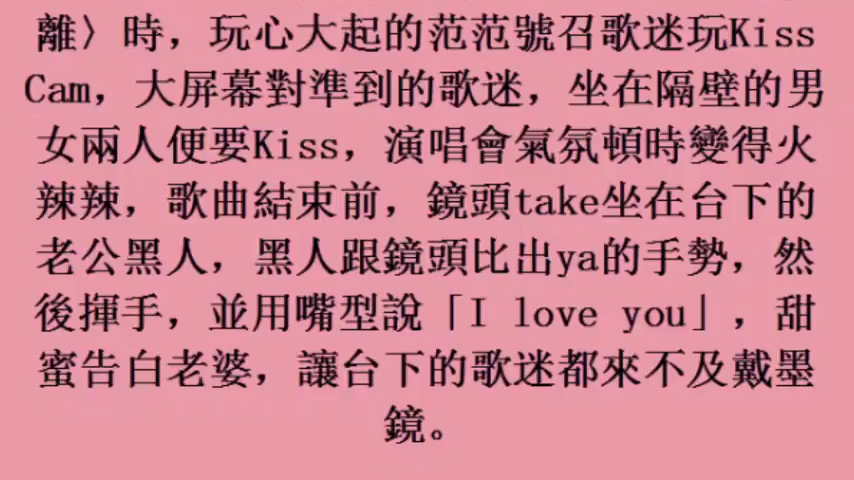 離〉時，玩心大起的范范號召歌迷玩Kiss
Cam，大屏幕對準到的歌迷，坐在隔壁的男
女兩人便要Kiss，演唱會氣氛頓時變得火
辣辣，歌曲結束前，鏡頭take坐在台下的
老公黑人，黑人跟鏡頭比出ya的手勢，然
後揮手，並用嘴型說「I love you」，甜
蜜告白老婆，讓台下的歌迷都來不及戴墨
鏡。